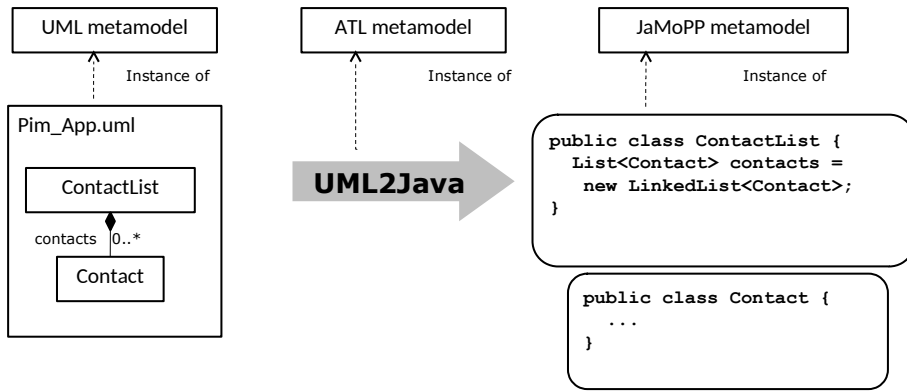 UML metamodel
ATL metamodel
JaMoPP metamodel
Instance of
Instance of
Instance of
Pim_App.uml
ContactList
contacts
0..*
Contact
UML2Java
public class ContactList {
List<Contact> contacts =
new LinkedList<Contact>;
}
public class Contact {
...
}